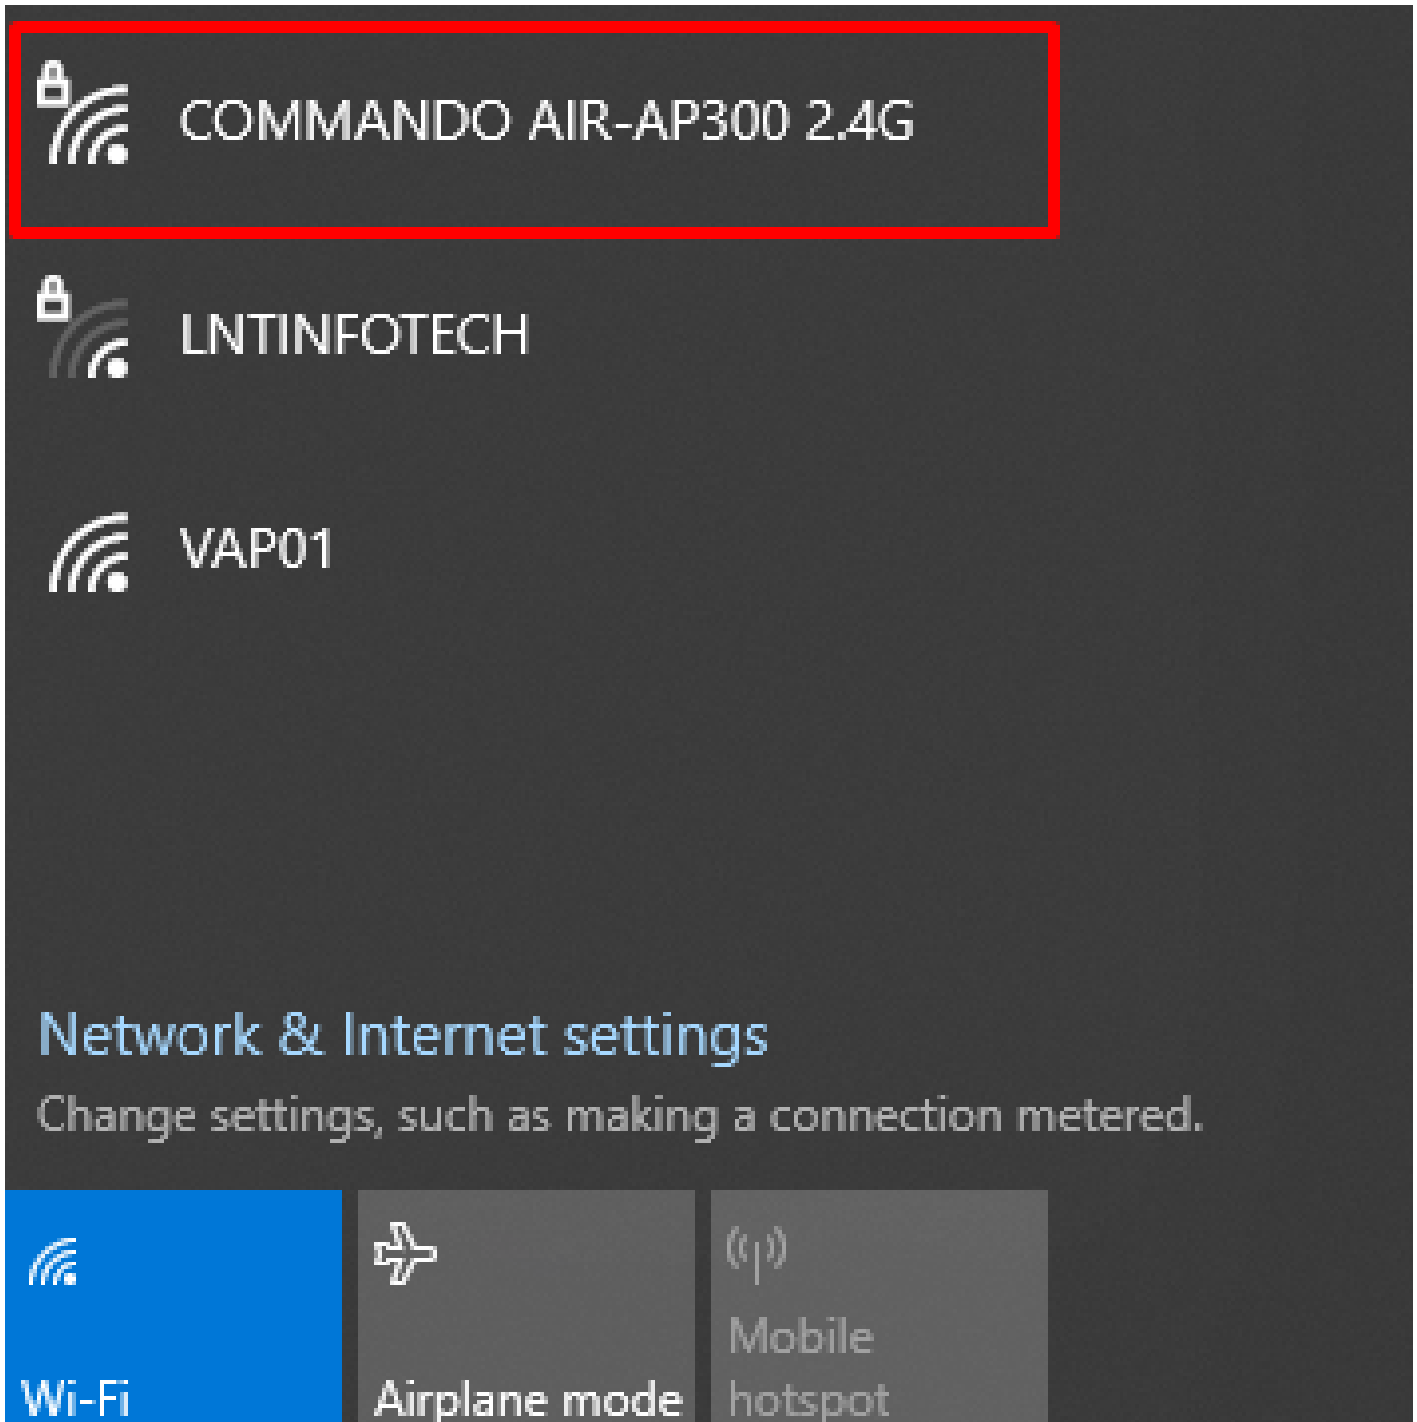 COMMANDO AIR-AP300 2.4G
LNTINFOTECH
VAP01
Network & Internet settings
Change settings, such as making a connection metered.
Wi-Fi
Airplane mode
Mobile
hotspot